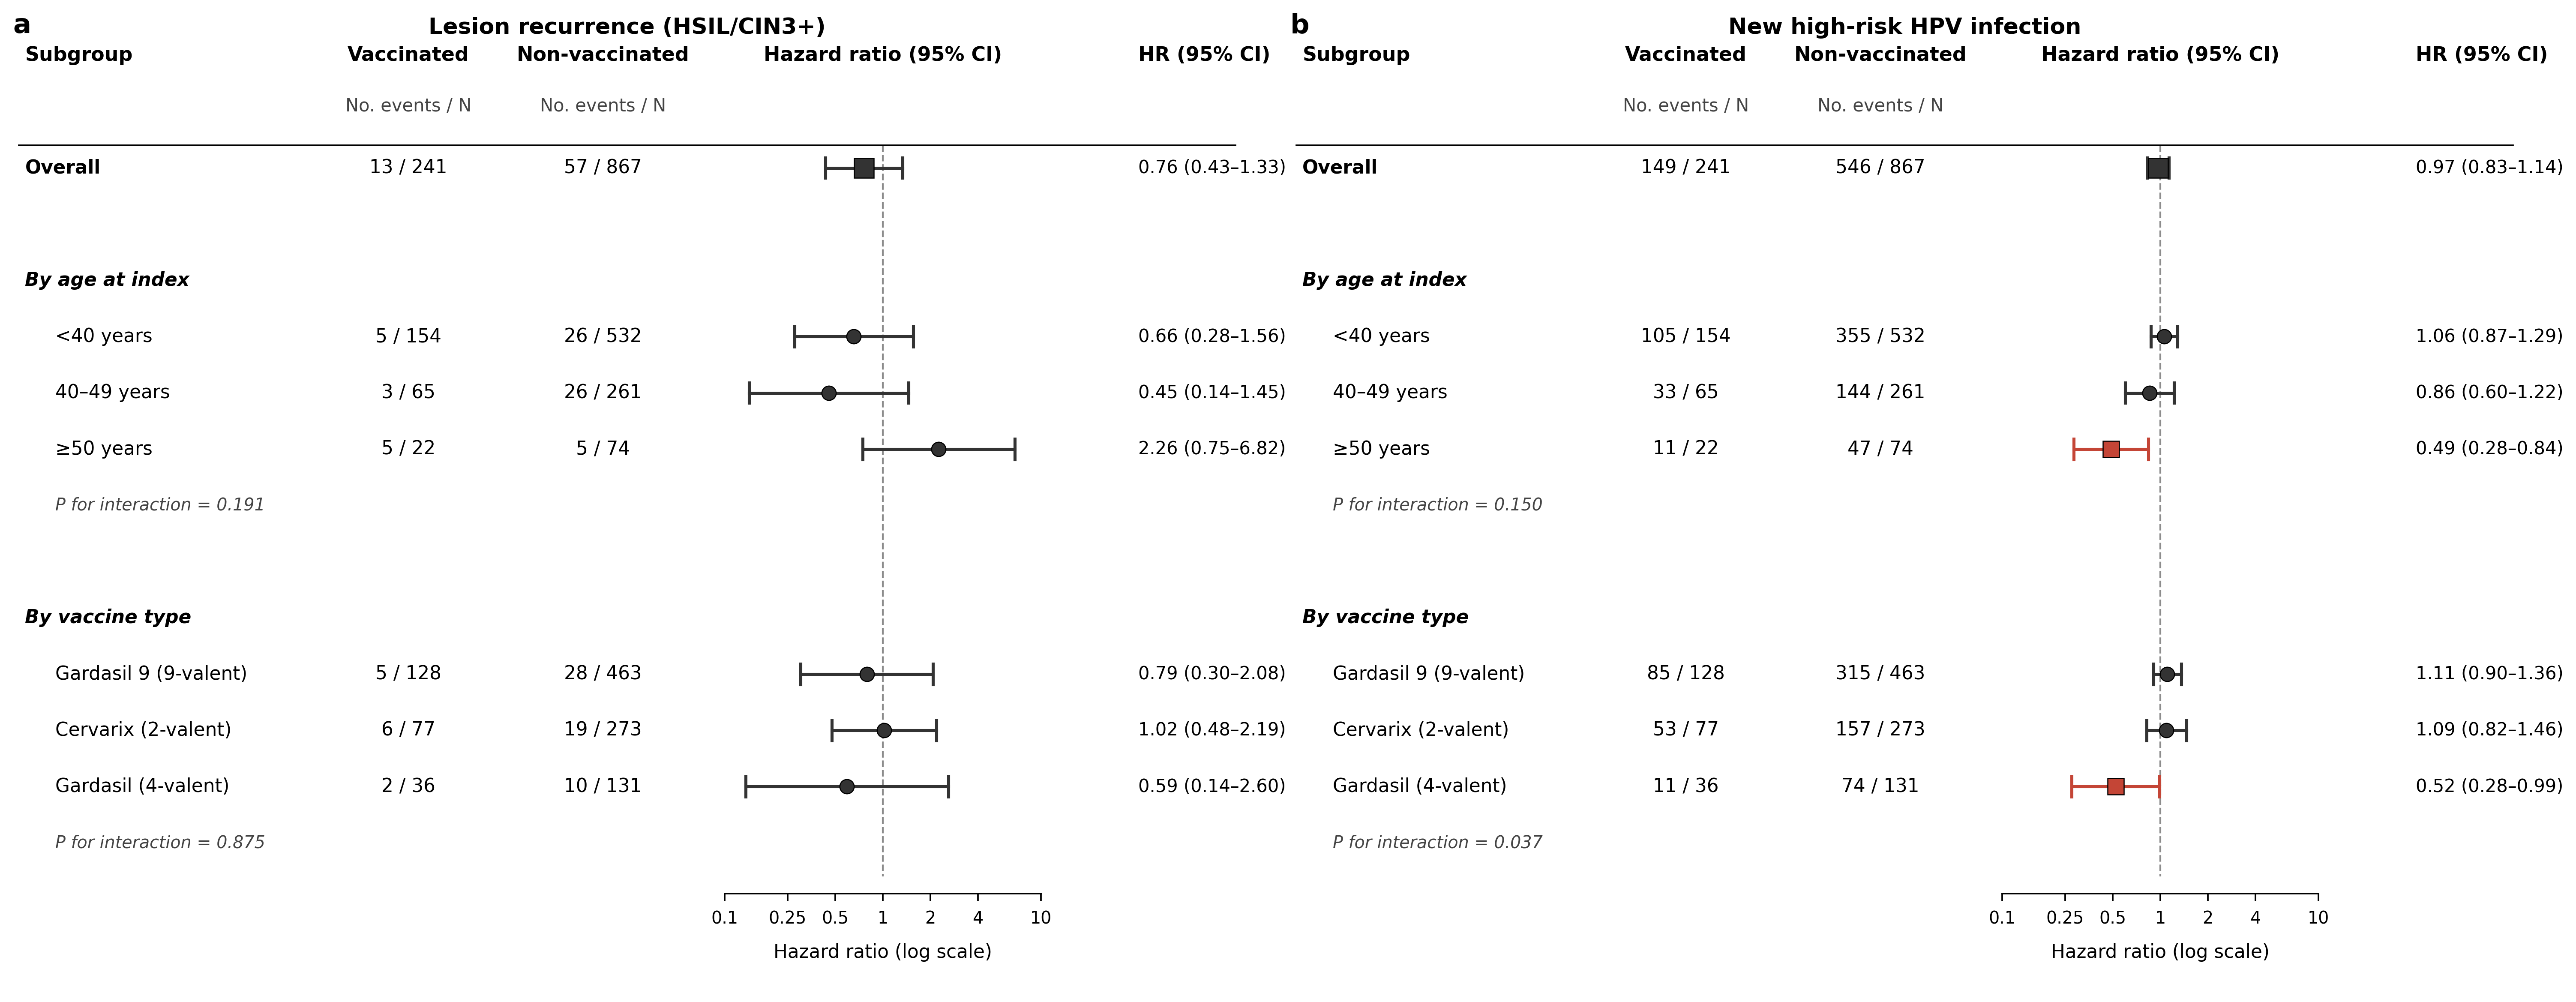 a
Lesion recurrence (HSIL/CIN3+)
Subgroup Vaccinated Non-vaccinated Hazard ratio (95% CI) HR (95% CI)
No. events / N No. events / N
Overall 13 / 241 57 / 867 0.76 (0.43–1.33)
By age at index
<40 years 5 / 154 26 / 532 0.66 (0.28–1.56)
40–49 years 3 / 65 26 / 261 0.45 (0.14–1.45)
≥50 years 5 / 22 5 / 74 2.26 (0.75–6.82)
P for interaction = 0.191
By vaccine type
Gardasil 9 (9-valent) 5 / 128 28 / 463 0.79 (0.30–2.08)
Cervarix (2-valent) 6 / 77 19 / 273 1.02 (0.48–2.19)
Gardasil (4-valent) 2 / 36 10 / 131 0.59 (0.14–2.60)
P for interaction = 0.875
0.1 0.25 0.5 1 2 4 10
Hazard ratio (log scale)
b
New high-risk HPV infection
Subgroup Vaccinated Non-vaccinated Hazard ratio (95% CI) HR (95% CI)
No. events / N No. events / N
Overall 149 / 241 546 / 867 0.97 (0.83–1.14)
By age at index
<40 years 105 / 154 355 / 532 1.06 (0.87–1.29)
40–49 years 33 / 65 144 / 261 0.86 (0.60–1.22)
≥50 years 11 / 22 47 / 74 0.49 (0.28–0.84)
P for interaction = 0.150
By vaccine type
Gardasil 9 (9-valent) 85 / 128 315 / 463 1.11 (0.90–1.36)
Cervarix (2-valent) 53 / 77 157 / 273 1.09 (0.82–1.46)
Gardasil (4-valent) 11 / 36 74 / 131 0.52 (0.28–0.99)
P for interaction = 0.037
0.1 0.25 0.5 1 2 4 10
Hazard ratio (log scale)